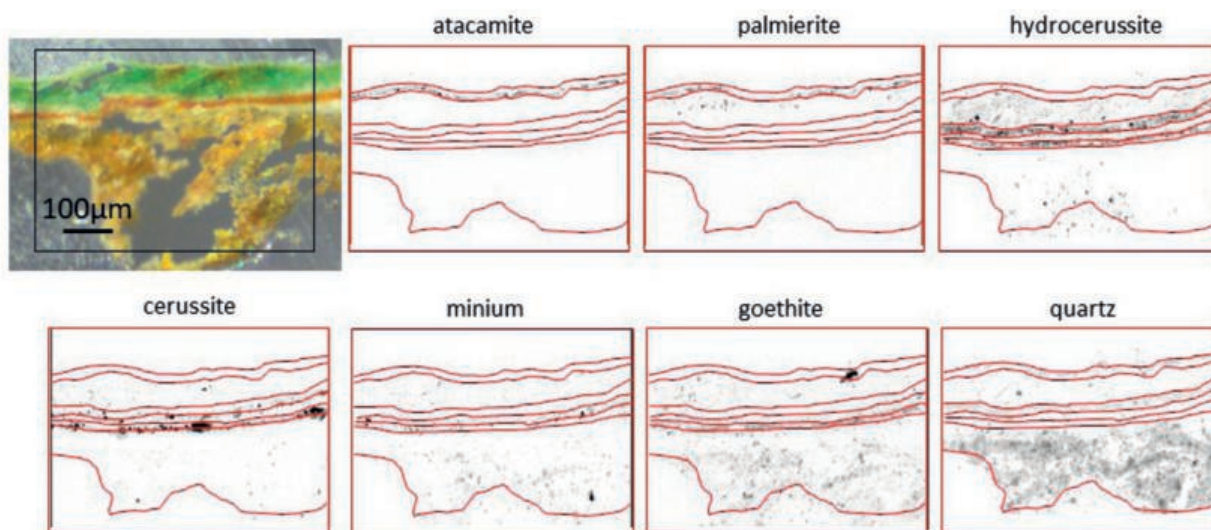 atacamite
palmierite
hydrocerussite
100µm
cerussite
minium
goethite
quartz